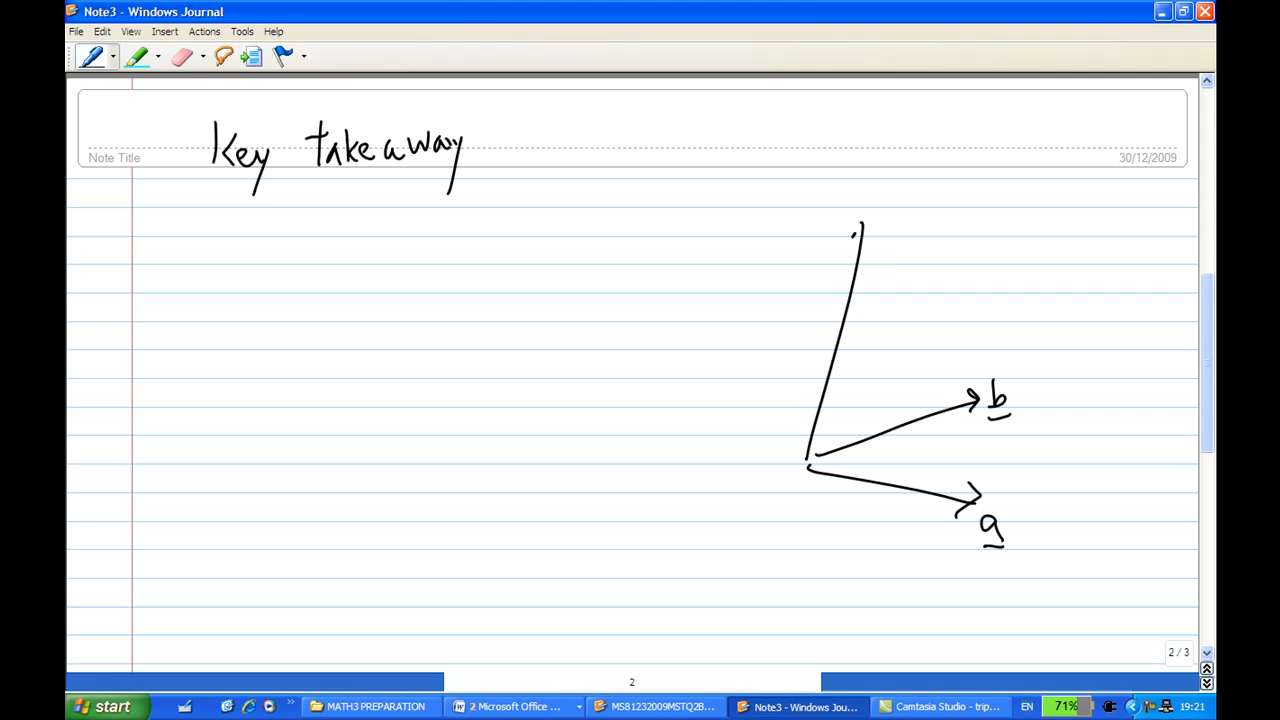 Note3 - Windows Journal
File Edit View Insert Actions Tools Help
Key takeaway
Note Title
30/12/2009
b
a
2 / 3
2
start
MATH3 PREPARATION
2 Microsoft Office ...
MS81232009MSTQ2B...
Note3 - Windows Jou...
Camtasia Studio - trip...
EN
71%
19:21